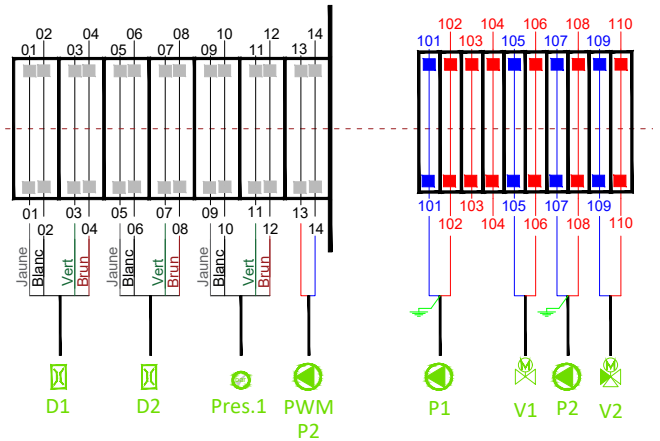 02 04 06 08 10 12 14
01 03 05 07 09 11 13
102 104 106 108 110
101 103 105 107 109
01 03 05 07 09 11 13
02 04 06 08 10 12 14
101 103 105 107 109
102 104 106 108 110
Jaune Blanc Vert Brun Jaune Blanc Vert Brun Jaune Blanc Vert Brun
M M
D1 D2 Pres.1 PWM P1 V1 P2 V2
P2